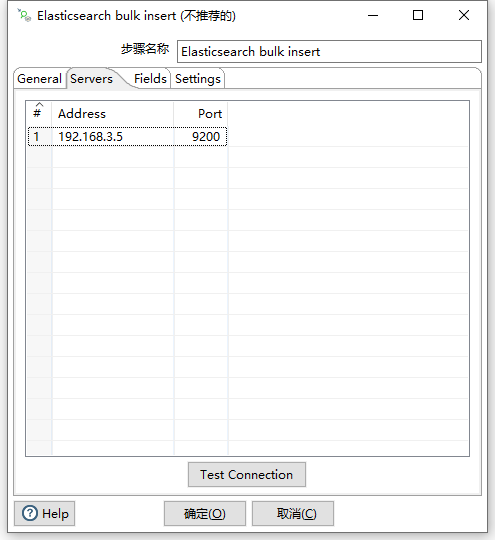 Elasticsearch bulk insert (不推荐的)
步骤名称 Elasticsearch bulk insert
General Servers Fields Settings
# Address Port
1 192.168.3.5 9200
Test Connection
Help 确定(O) 取消(C)